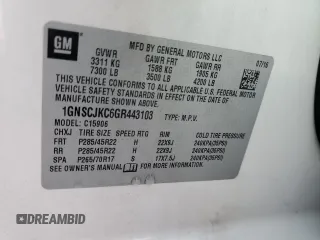 GM
MFD BY GENERAL MOTORS LLC
07/16
GVWR GAWR FRT GAWR RR
3311 KG 1588 KG 1905 KG
7300 LB 3500 LB 4200 LB
THIS VEHICLE CONFORMS TO ALL APPLICABLE U.S. FEDERAL MOTOR
VEHICLE SAFETY STANDARDS IN EFFECT ON THE DATE OF
MANUFACTURE SHOWN ABOVE.
1GNSCJKC6GR443103
C15906 TYPE: M.P.V.
CHXJ TIRE SIZE SPEED RTG RIM COLD TIRE PRESSURE
FRT P285/45R22 H 22X9J 240KPA(35PSI)
RR P285/45R22 H 22X9J 240KPA(35PSI)
SPA P265/70R17 S 17X7.5J 240KPA(35PSI)
SEE OWNER'S MANUAL FOR MORE INFORMATION.
DREAMBID
DREAMBID.COM